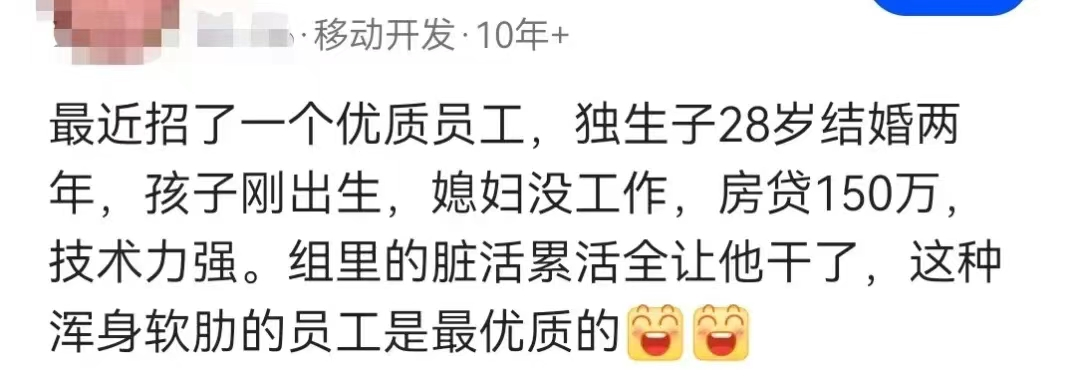 ·移动开发·10年+
最近招了一个优质员工，独生子28岁结婚两
年，孩子刚出生，媳妇没工作，房贷150万，
技术力强。组里的脏活累活全让他干了，这种
浑身软肋的员工是最优质的